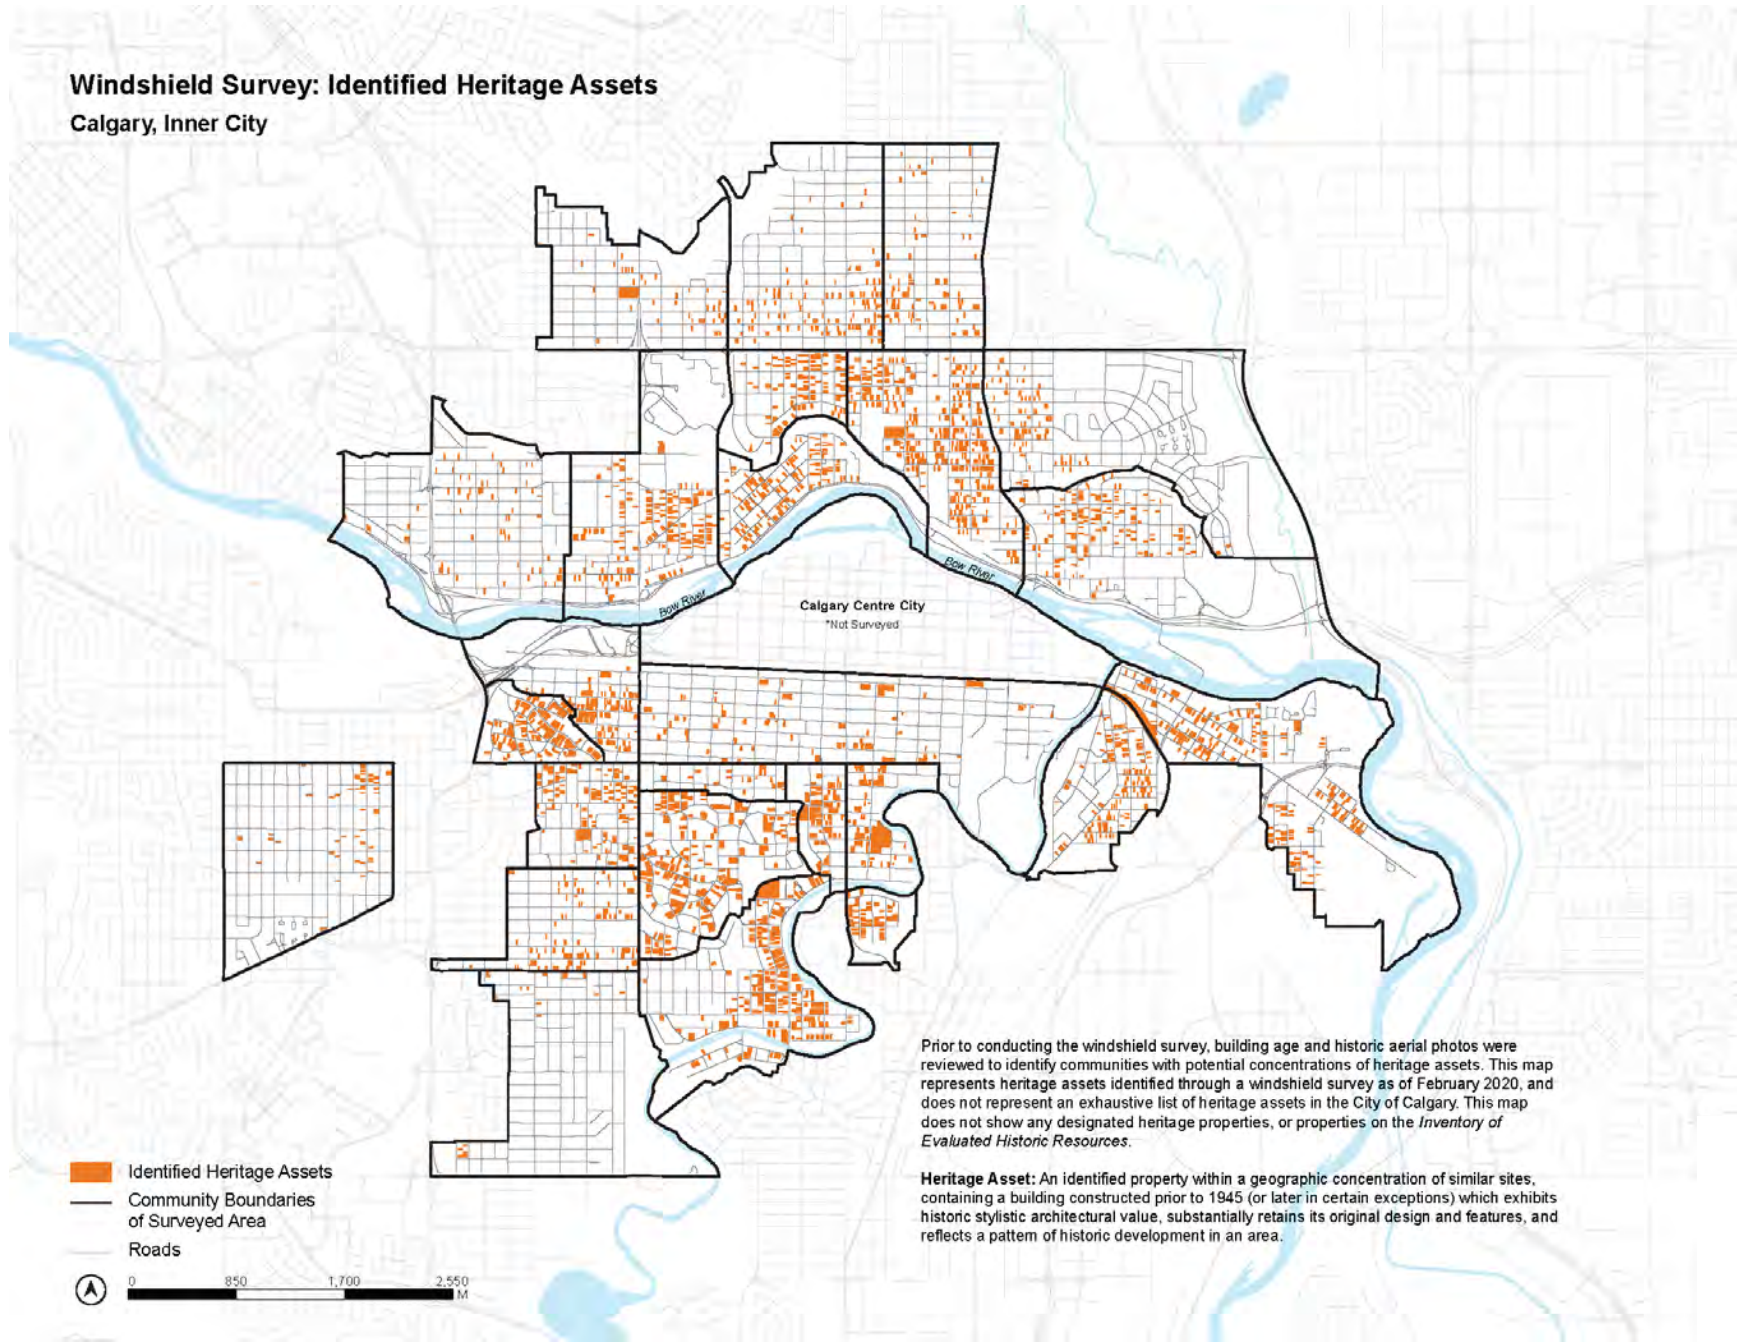 Windshield Survey: Identified Heritage Assets
Calgary, Inner City
Bow River
Bow River
Calgary Centre City
*Not Surveyed
Prior to conducting the windshield survey, building age and historic aerial photos were
reviewed to identify communities with potential concentrations of heritage assets. This map
represents heritage assets identified through a windshield survey as of February 2020, and
does not represent an exhaustive list of heritage assets in the City of Calgary. This map
does not show any designated heritage properties, or properties on the Inventory of
Evaluated Historic Resources.
Heritage Asset: An identified property within a geographic concentration of similar sites,
containing a building constructed prior to 1945 (or later in certain exceptions) which exhibits
historic stylistic architectural value, substantially retains its original design and features, and
reflects a pattern of historic development in an area.
Identified Heritage Assets
Community Boundaries
of Surveyed Area
Roads
0 850 1,700 2,550
M